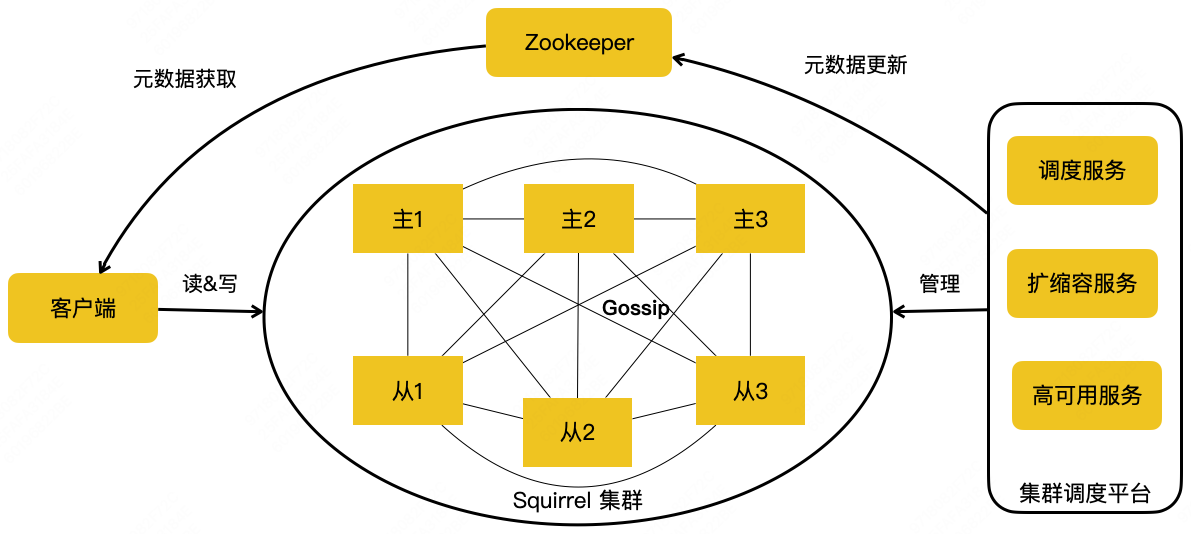 Zookeeper
元数据获取
元数据更新
调度服务
主1
主2
主3
扩缩容服务
读&写
管理
客户端
Gossip
从1
从3
高可用服务
从2
Squirrel 集群
集群调度平台